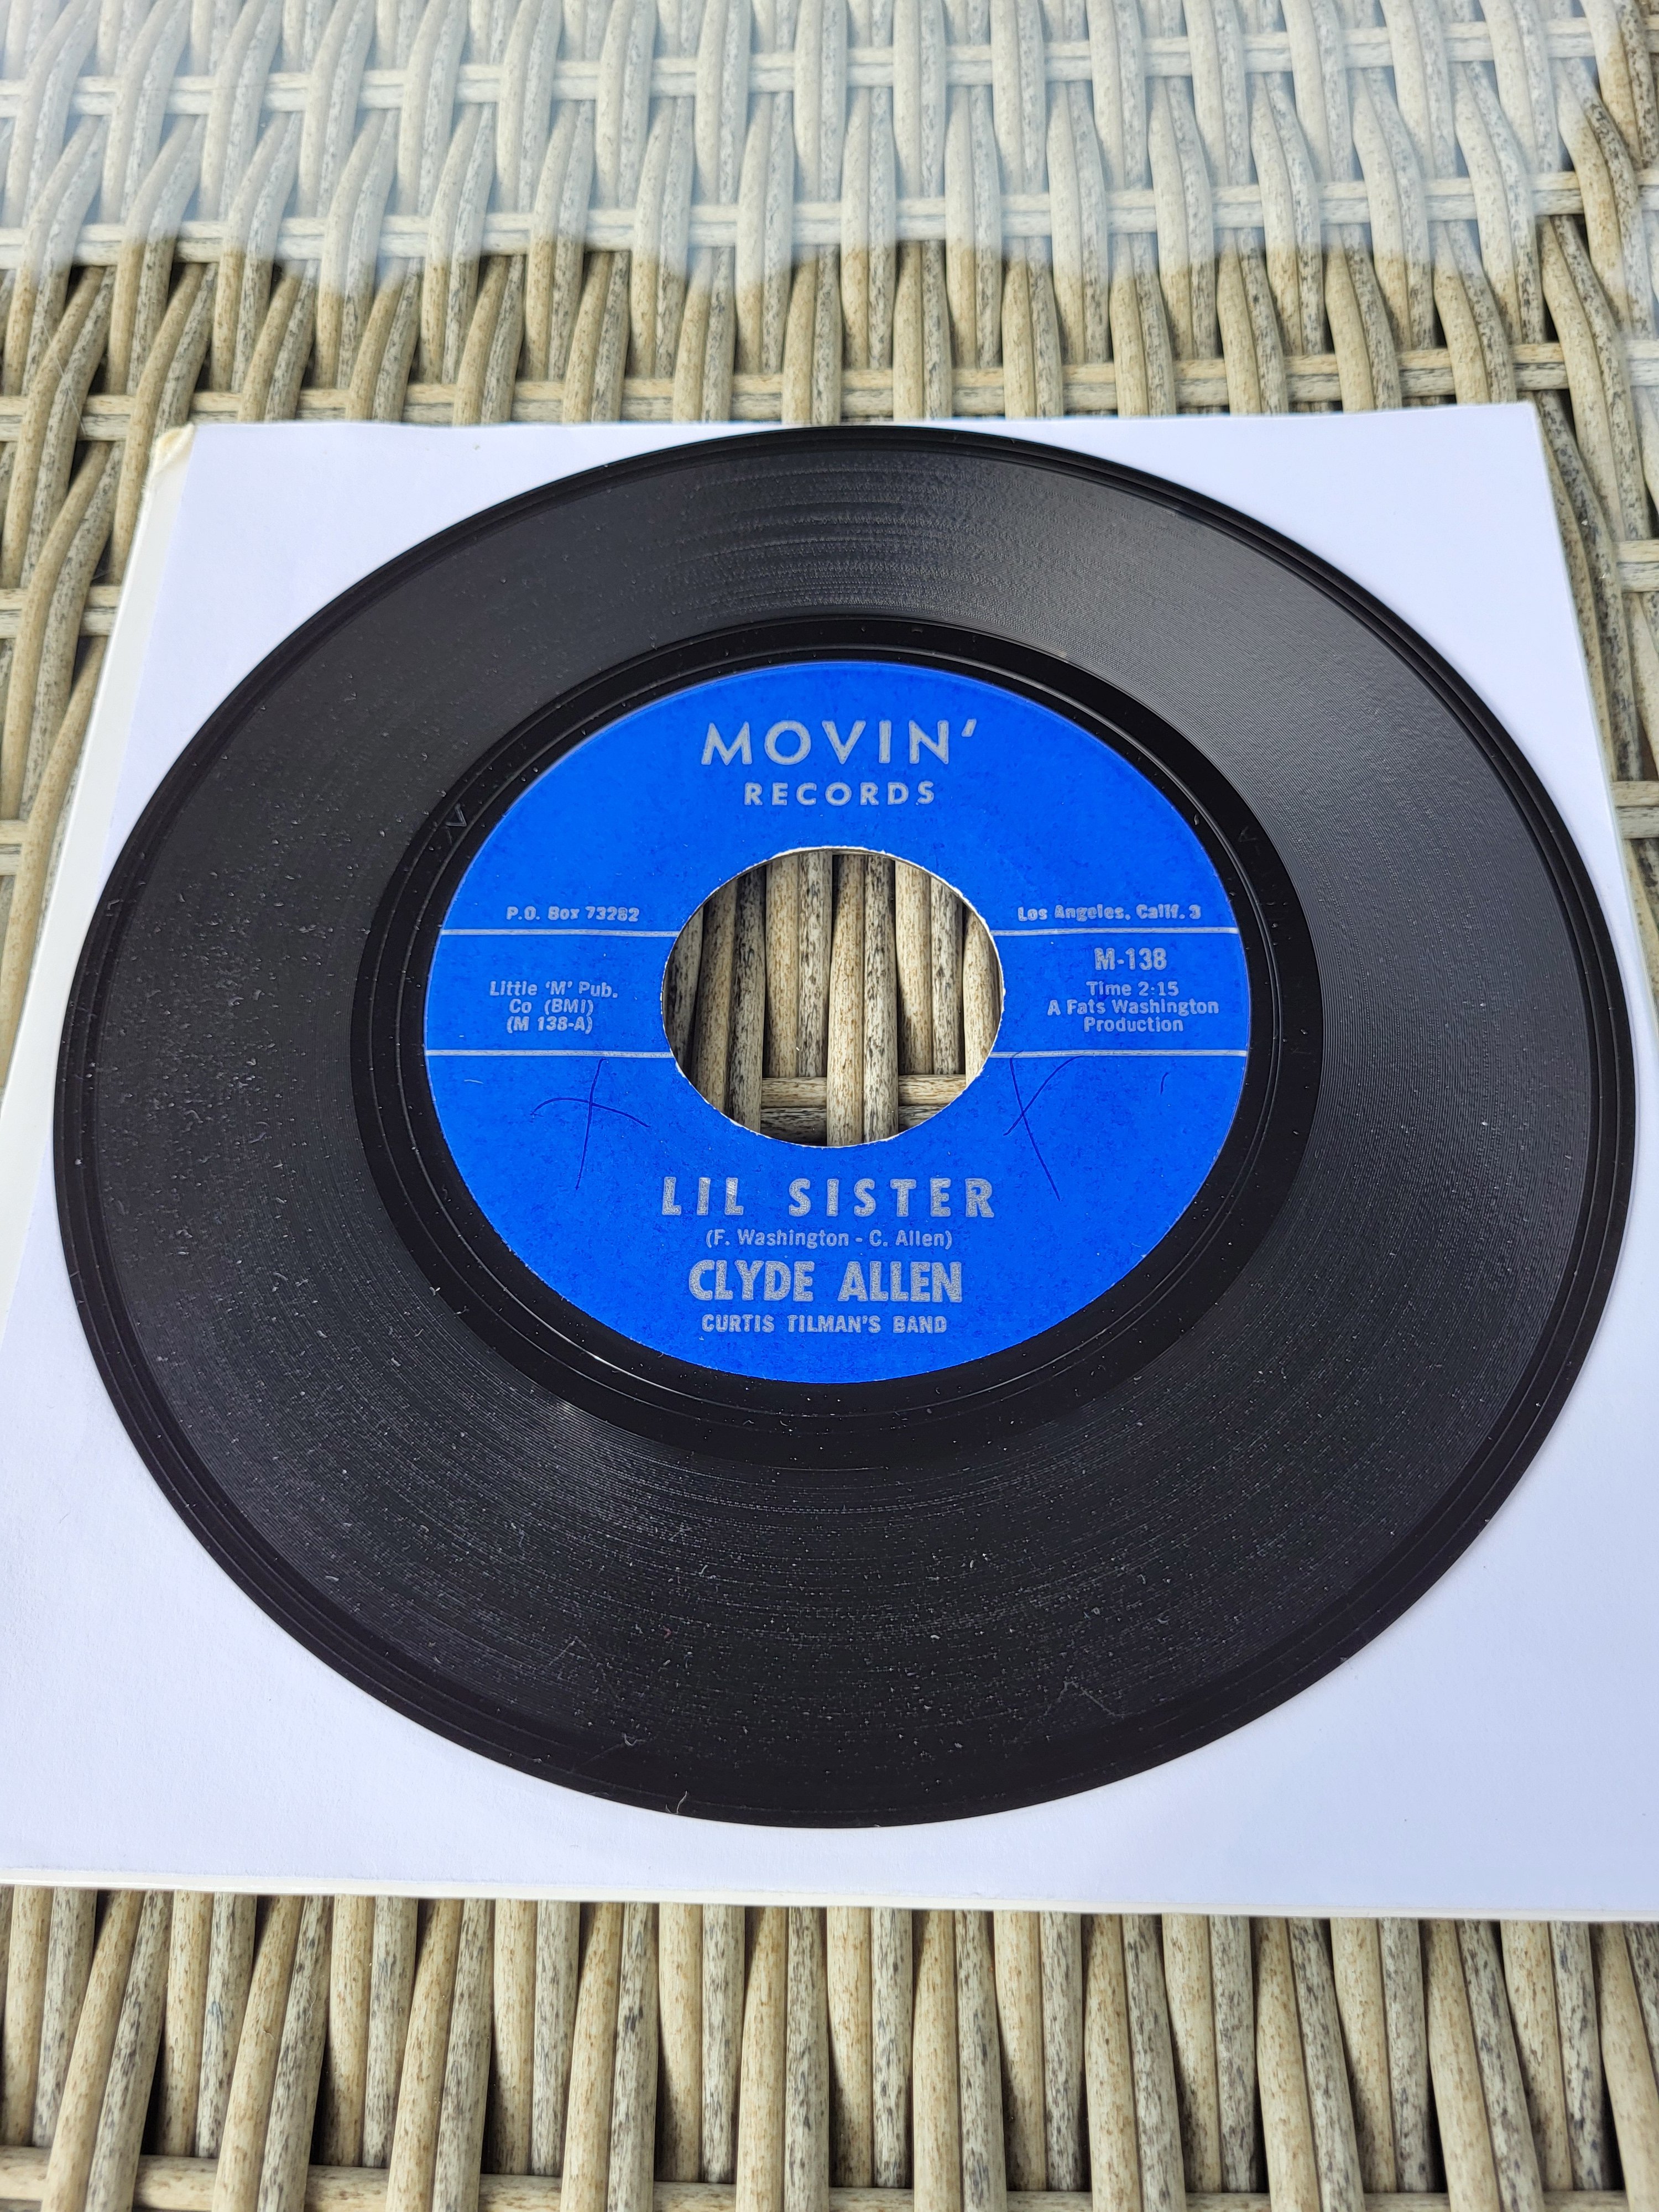 MOVIN'
RECORDS
P.O. Box 73282
Los Angeles, Calif. 3
Little 'M' Pub.
Co (BMI)
(M 138-A)
M-138
Time 2:15
A Fats Washington
Production
LIL SISTER
(F. Washington - C. Allen)
CLYDE ALLEN
CURTIS TILMAN'S BAND